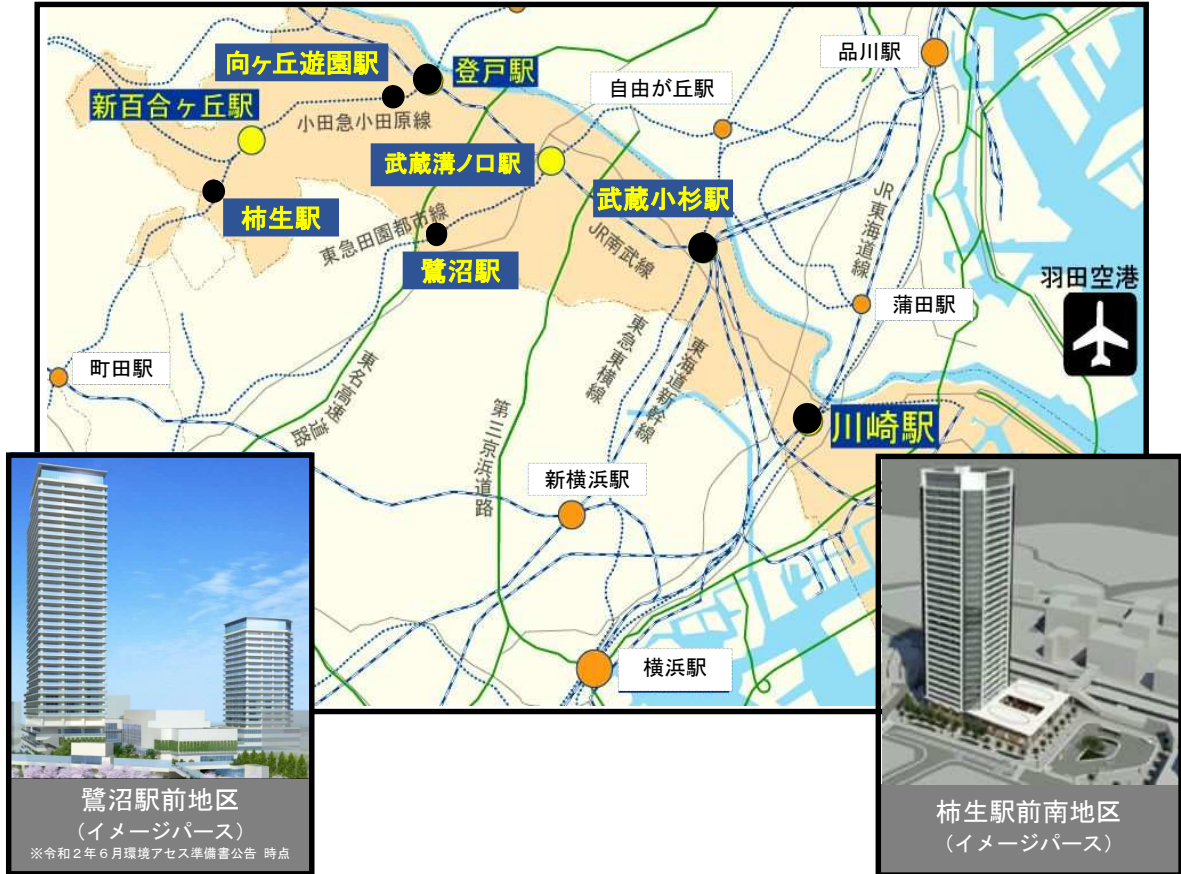 品川駅
向ヶ丘遊園駅
登戸駅
自由が丘駅
新百合ヶ丘駅
小田急小田原線
武蔵溝ノ口駅
武蔵小杉駅
柿生駅
東急田園都市線
JR南武線
JR東海道線
鷺沼駅
羽田空港
蒲田駅
町田駅
東名高速道路
東急東横線
東海道新幹線
第三京浜道路
川崎駅
新横浜駅
横浜駅
鷺沼駅前地区
（イメージパース）
※令和２年６月環境アセス準備書公告 時点
柿生駅前南地区
（イメージパース）